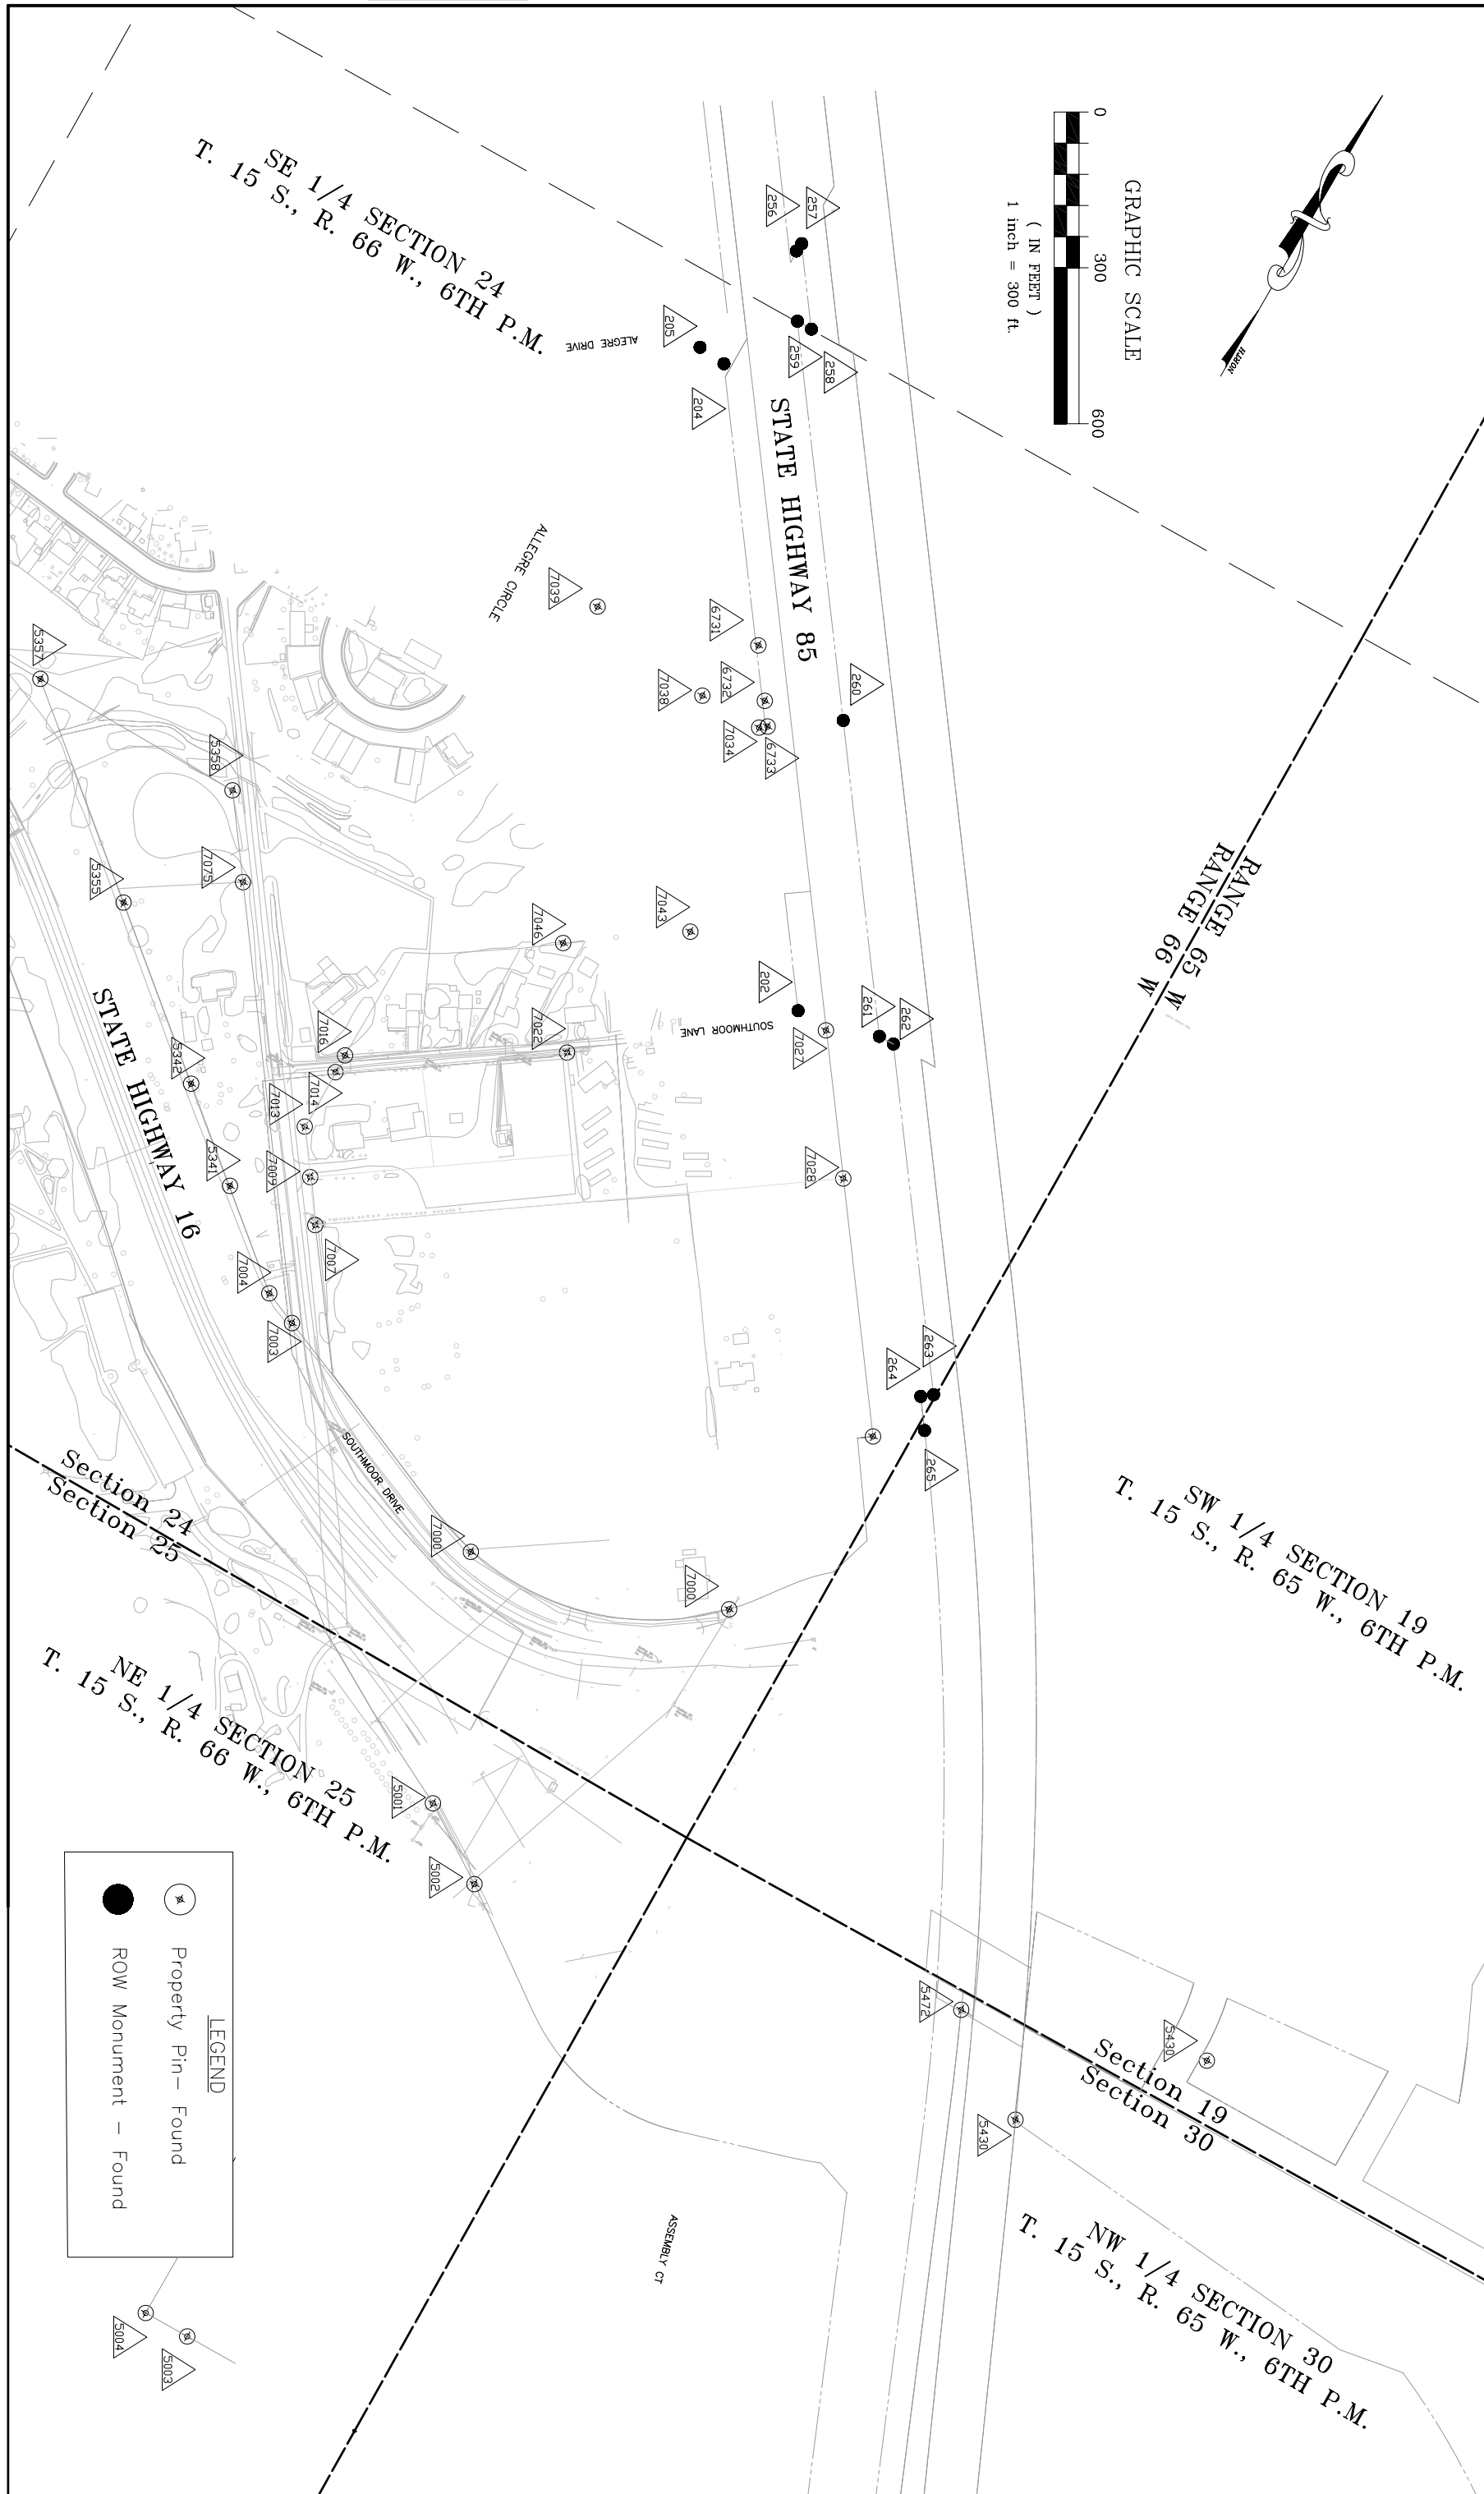 GRAPHIC SCALE
0
300
600
( IN FEET )
1 inch = 300 ft.
NORTH
SE 1/4 SECTION 24
T. 15 S., R. 66 W., 6TH P.M.
256
257
259
258
205
204
ALEGRE DRIVE
STATE HIGHWAY 85
ALLEGRE CIRCLE
7039
6731
6732
7038
7034
6733
260
5357
5358
5355
7075
7046
7043
202
261
262
7027
SOUTHMOOR LANE
7022
7016
7014
7013
5342
5341
7009
7028
7007
7004
7003
STATE HIGHWAY 16
RANGE 65 W
RANGE 66 W
263
264
265
SOUTHMOOR DRIVE
7000
7000
Section 24
Section 25
SW 1/4 SECTION 19
T. 15 S., R. 65 W., 6TH P.M.
NE 1/4 SECTION 25
T. 15 S., R. 66 W., 6TH P.M.
5001
5002
5472
5430
5430
Section 19
Section 30
NW 1/4 SECTION 30
T. 15 S., R. 65 W., 6TH P.M.
ASSEMBLY CT
LEGEND
Property Pin- Found
ROW Monument - Found
5004
5003